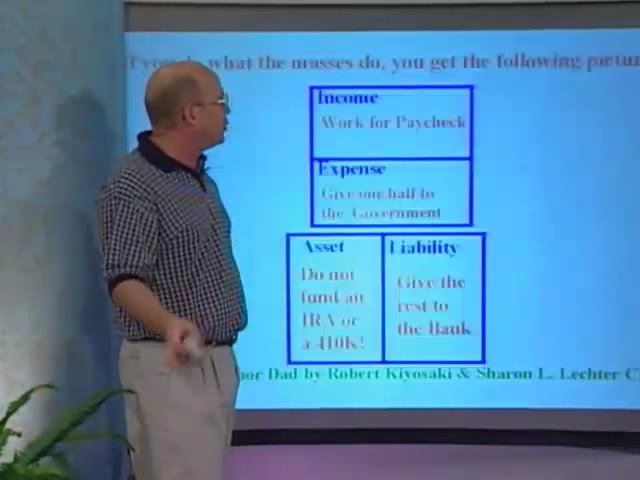 what the masses do, you get the following
Income
Work for Paycheck
Expense
Give one half to
the Government
Asset
Do not
fund an
IRA or
a 410K!
Liability
Give the
rest to
the Bank
Dad by Robert Kiyosaki & Sharon L. Lechter